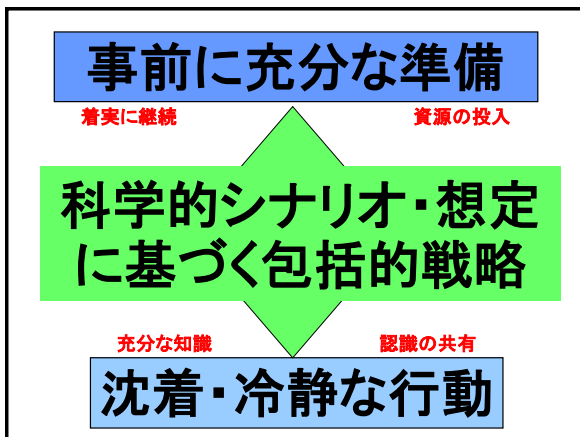 事前に充分な準備
着実に継続
資源の投入
科学的シナリオ・想定
に基づく包括的戦略
充分な知識
認識の共有
沈着・冷静な行動